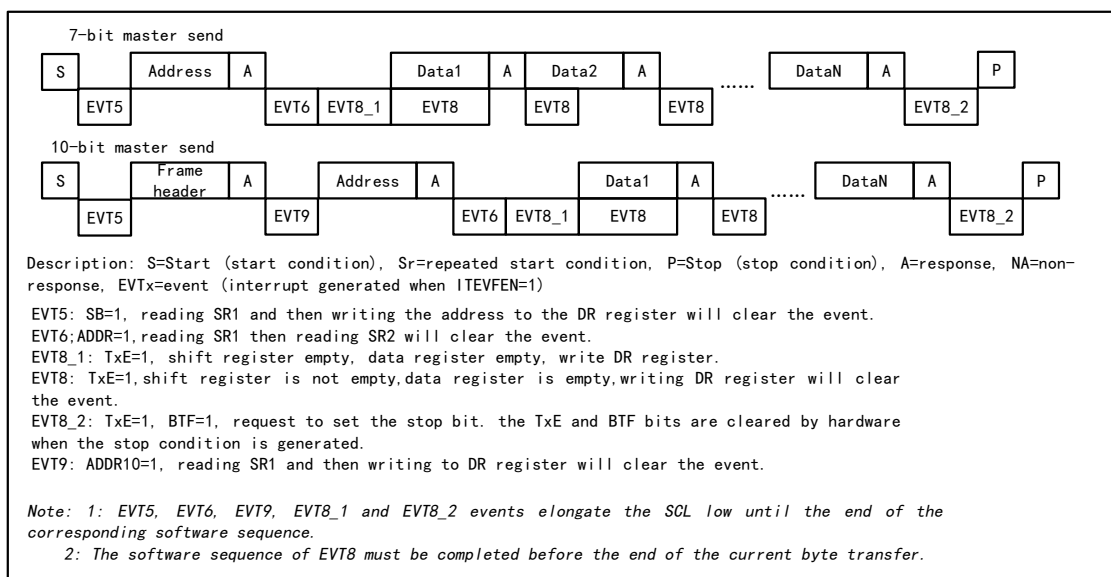 7-bit master send
S Address A Data1 A Data2 A ...... DataN A P
EVT5 EVT6 EVT8_1 EVT8 EVT8 EVT8 EVT8_2
10-bit master send
S Frame header A Address A Data1 A ...... DataN A P
EVT5 EVT9 EVT6 EVT8_1 EVT8 EVT8 EVT8_2
Description: S=Start (start condition), Sr=repeated start condition, P=Stop (stop condition), A=response, NA=non-
response, EVTx=event (interrupt generated when ITEVFEN=1)
EVT5: SB=1, reading SR1 and then writing the address to the DR register will clear the event.
EVT6;ADDR=1,reading SR1 then reading SR2 will clear the event.
EVT8_1: TxE=1, shift register empty, data register empty, write DR register.
EVT8: TxE=1,shift register is not empty,data register is empty,writing DR register will clear
the event.
EVT8_2: TxE=1, BTF=1, request to set the stop bit. the TxE and BTF bits are cleared by hardware
when the stop condition is generated.
EVT9: ADDR10=1, reading SR1 and then writing to DR register will clear the event.
Note: 1: EVT5, EVT6, EVT9, EVT8_1 and EVT8_2 events elongate the SCL low until the end of the
corresponding software sequence.
2: The software sequence of EVT8 must be completed before the end of the current byte transfer.